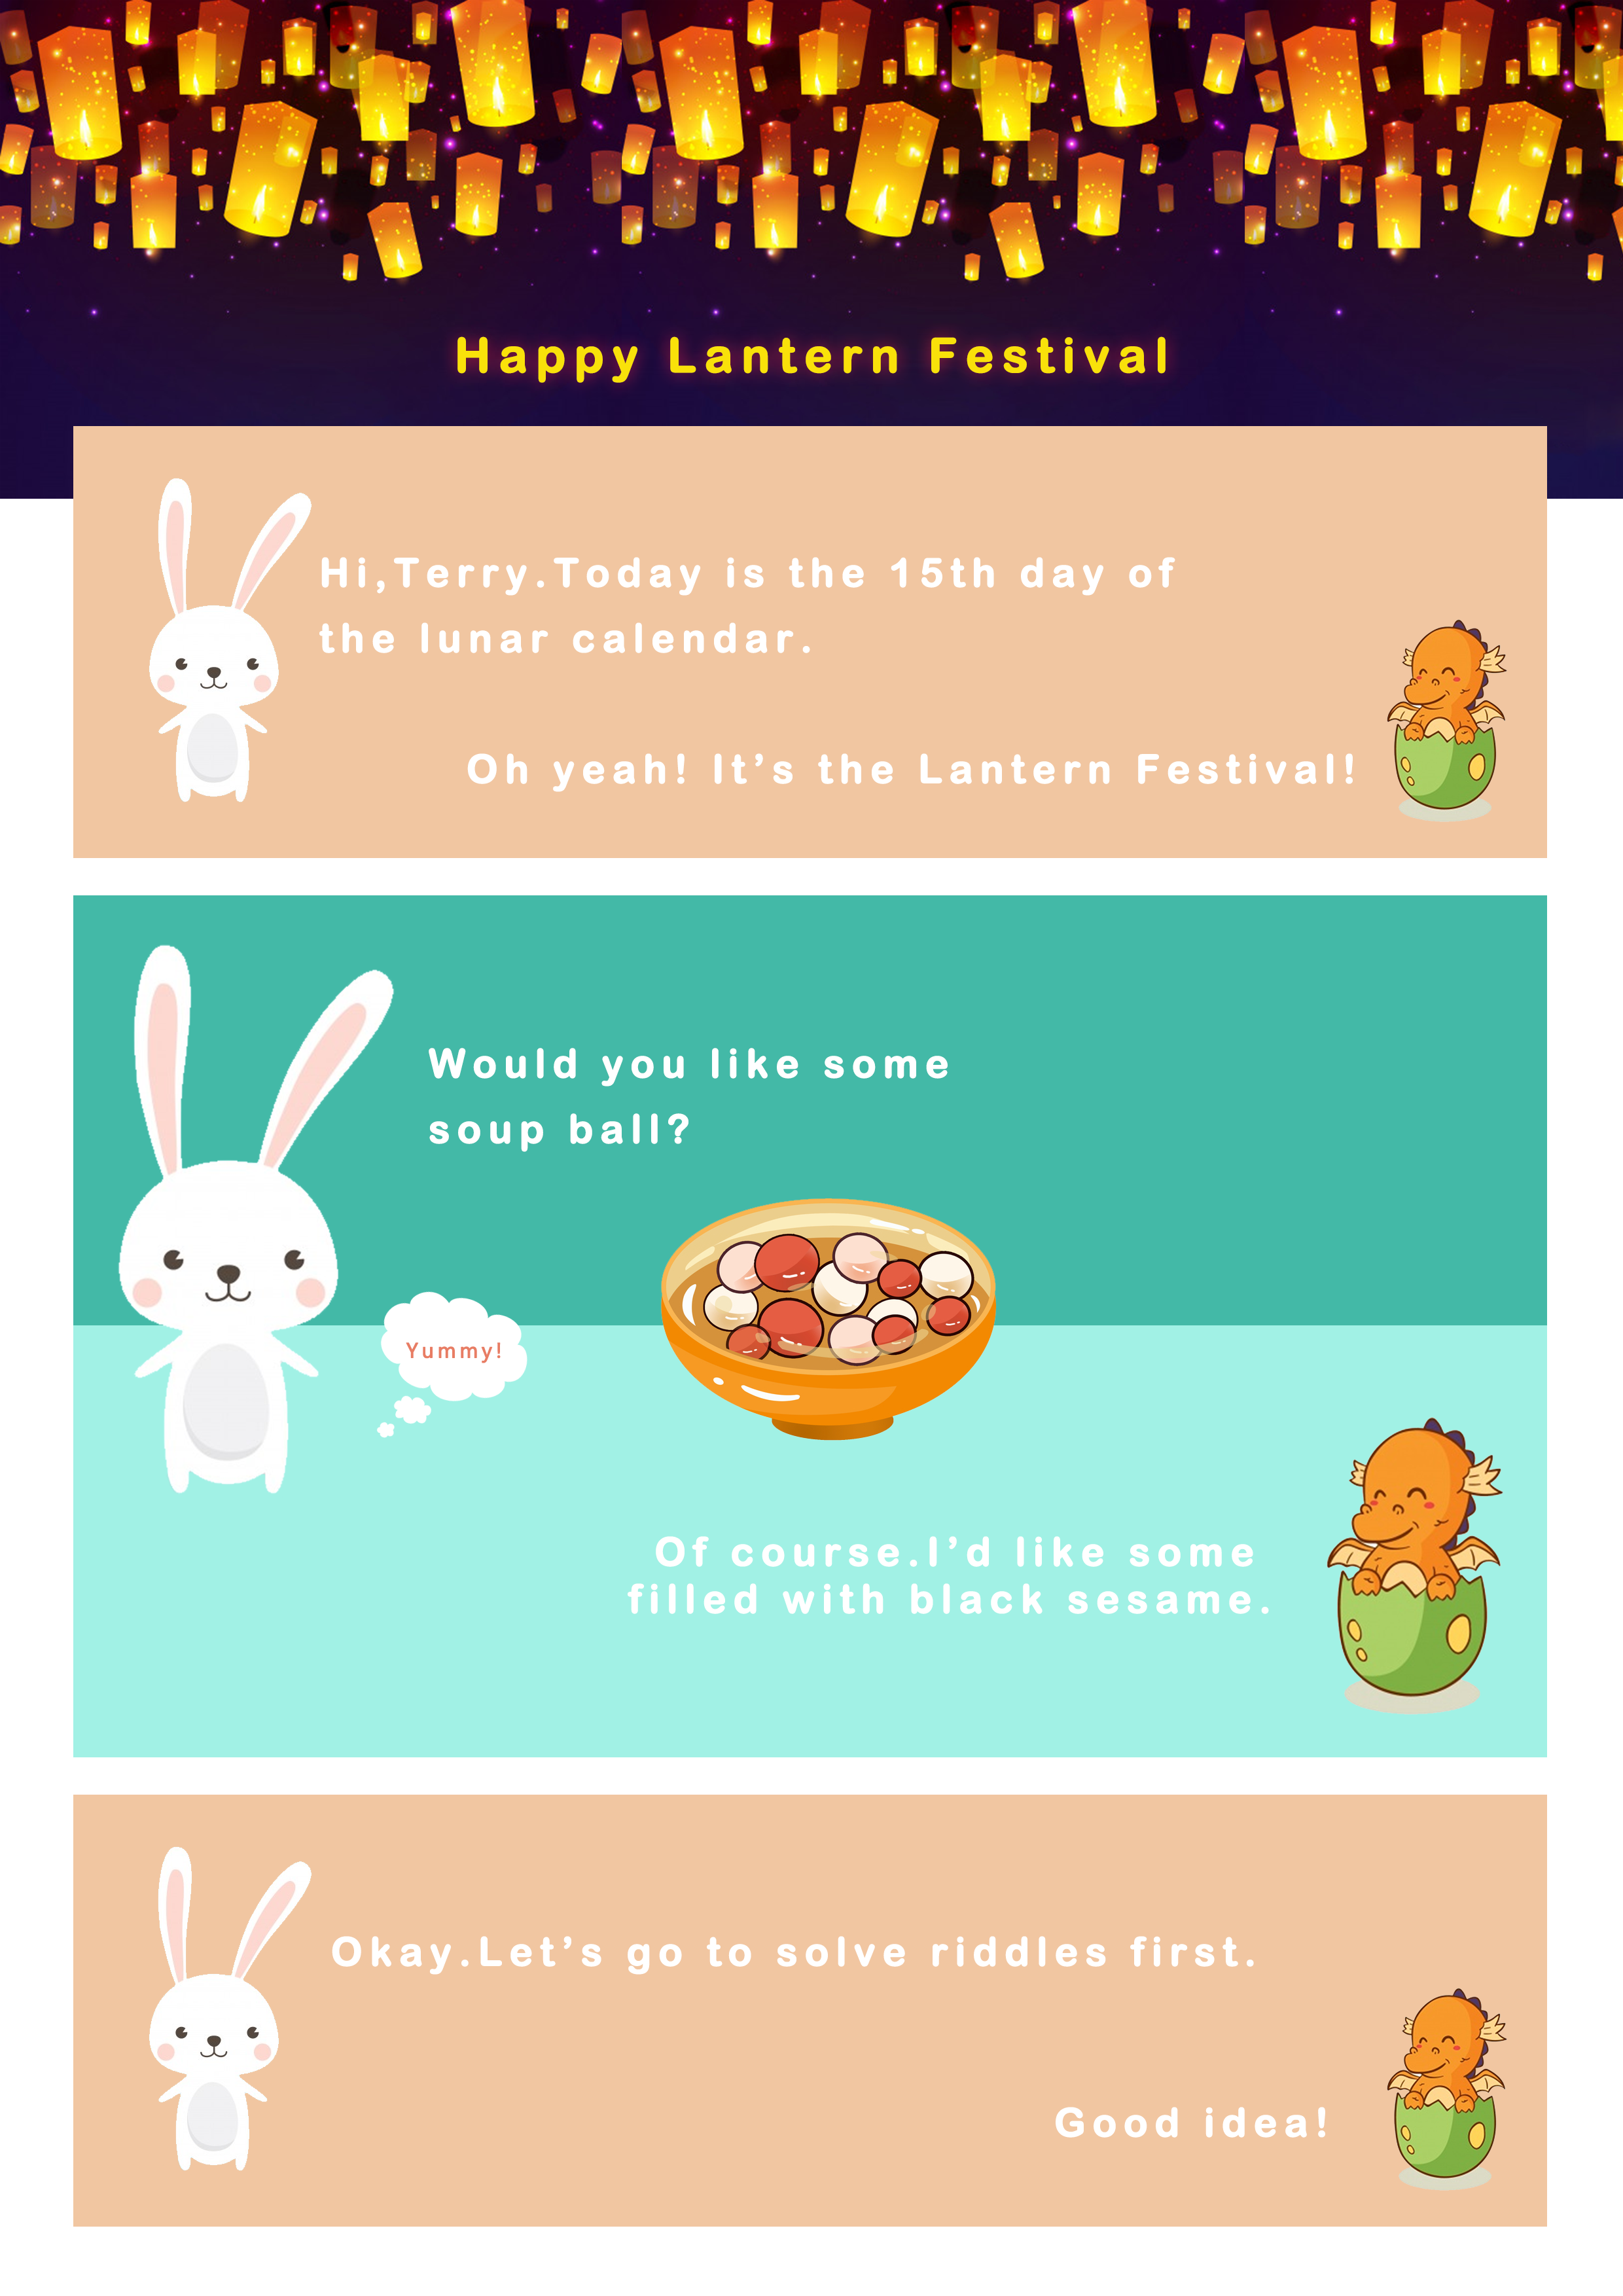 Happy Lantern Festival
Hi,Terry.Today is the 15th day of
the lunar calendar.
Oh yeah! It’s the Lantern Festival!
Would you like some
soup ball?
Yummy!
Of course.I’d like some
filled with black sesame.
Okay.Let’s go to solve riddles first.
Good idea!